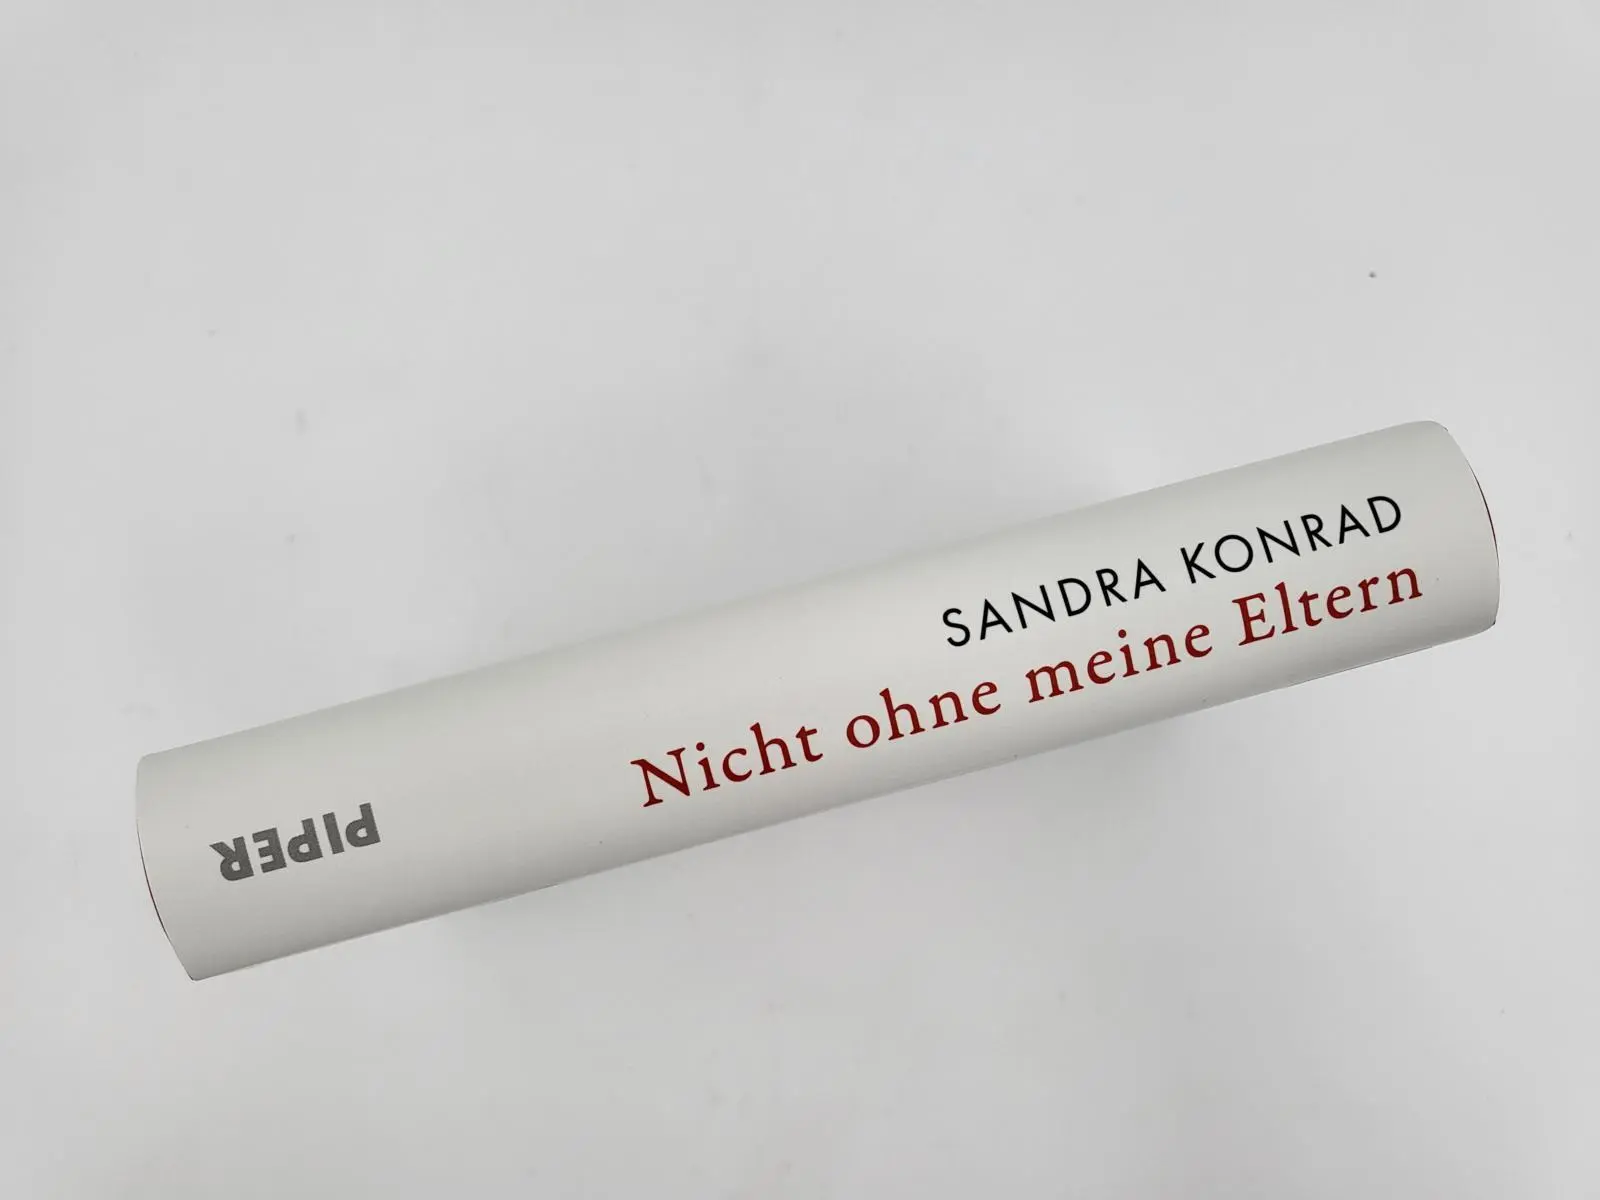 SANDRA KONRAD
Nicht ohne meine Eltern
PIPER